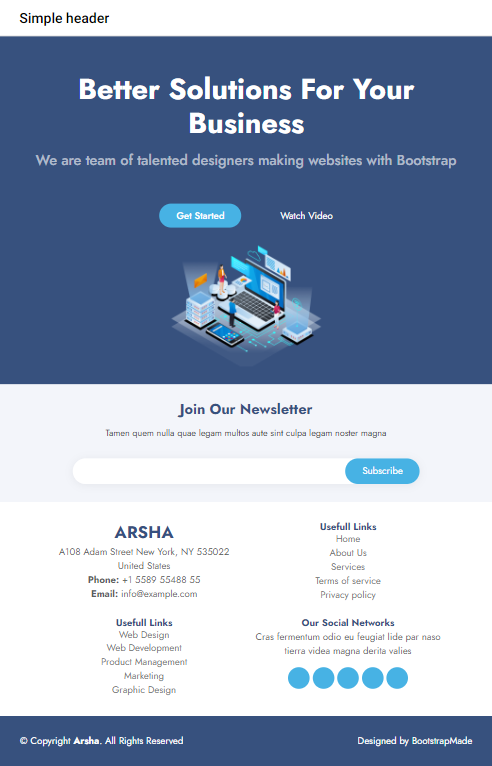 Simple header
Better Solutions For Your
Business
We are team of talented designers making websites with Bootstrap
Get Started
Watch Video
Join Our Newsletter
Tamen quem nulla quae legam multos aute sint culpa legam noster magna
Subscribe
ARSHA
A108 Adam Street New York, NY 535022
United States
Phone: +1 5589 55488 55
Email: info@example.com
Usefull Links
Home
About Us
Services
Terms of service
Privacy policy
Usefull Links
Web Design
Web Development
Product Management
Marketing
Graphic Design
Our Social Networks
Cras fermentum odio eu feugiat lide par naso
tierra videa magna derita valies
© Copyright Arsha. All Rights Reserved
Designed by BootstrapMade